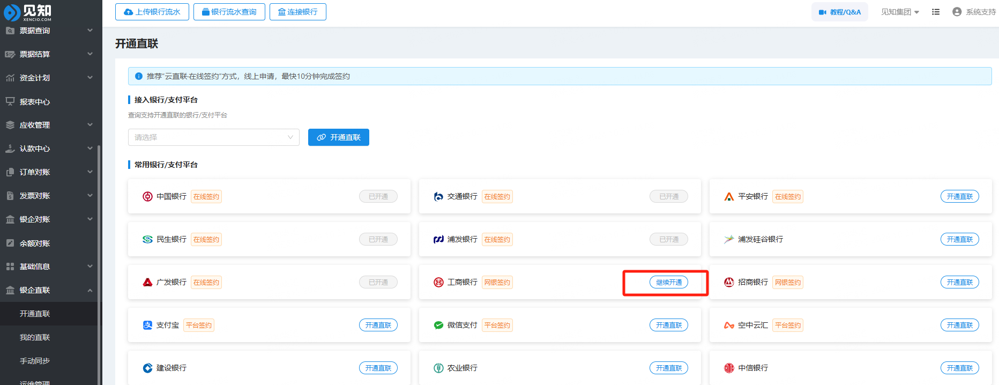 见知
XENCIO.COM
上传银行流水
银行流水查询
连接银行
教程/Q&A
见知集团
系统支持
票据查询
票据结算
资金计划
报表中心
应收管理
认款中心
订单对账
发票对账
银企对账
余额对账
基础信息
银企直联
开通直联
我的直联
手动同步
运维管理
开通直联
推荐“云直联·在线签约”方式，线上申请，最快10分钟完成签约
接入银行/支付平台
查询支持开通直联的银行/支付平台
请选择
开通直联
常用银行/支付平台
中国银行 在线签约 已开通
交通银行 在线签约 已开通
平安银行 在线签约 开通直联
民生银行 在线签约 已开通
浦发银行 在线签约 已开通
浦发硅谷银行 开通直联
广发银行 在线签约 已开通
工商银行 网银签约 继续开通
招商银行 网银签约 开通直联
支付宝 平台签约 开通直联
微信支付 平台签约 开通直联
空中云汇 平台签约 开通直联
建设银行 开通直联
农业银行 开通直联
中信银行 开通直联